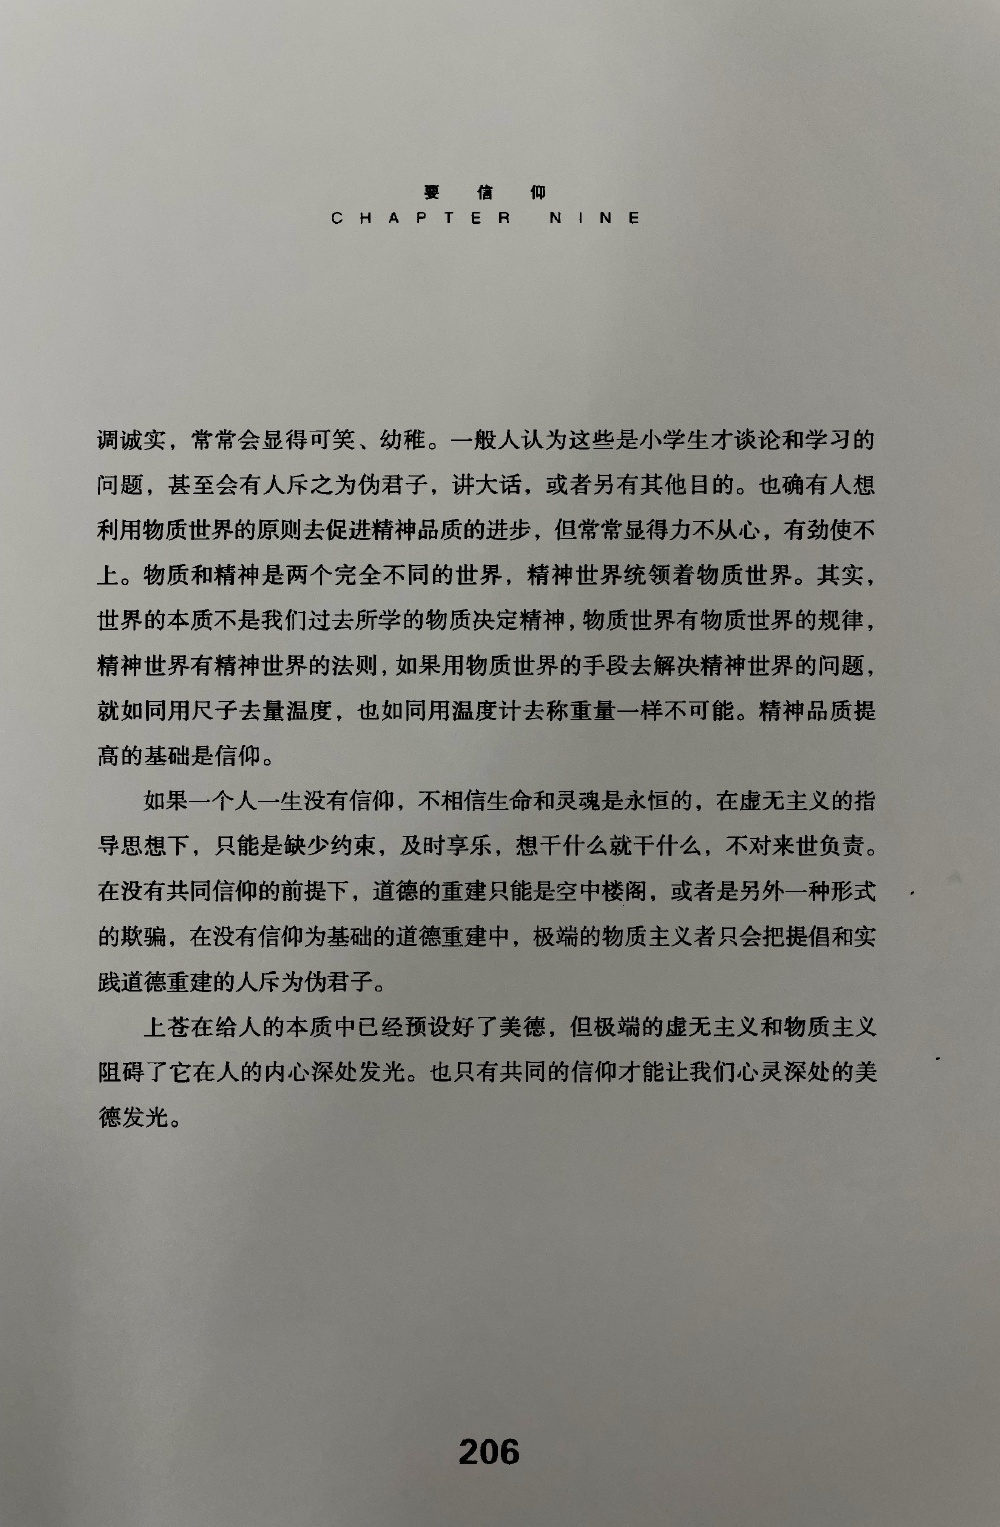 要信仰
CHAPTER NINE
调诚实，常常会显得可笑、幼稚。一般人认为这些是小学生才谈论和学习的
问题，甚至会有人斥之为伪君子，讲大话，或者另有其他目的。也确有人想
利用物质世界的原则去促进精神品质的进步，但常常显得力不从心，有劲使不
上。物质和精神是两个完全不同的世界，精神世界统领着物质世界。其实，
世界的本质不是我们过去所学的物质决定精神，物质世界有物质世界的规律，
精神世界有精神世界的法则，如果用物质世界的手段去解决精神世界的问题，
就如同用尺子去量温度，也如同用温度计去称重量一样不可能。精神品质提
高的基础是信仰。
如果一个人一生没有信仰，不相信生命和灵魂是永恒的，在虚无主义的指
导思想下，只能是缺少约束，及时享乐，想干什么就干什么，不对来世负责。
在没有共同信仰的前提下，道德的重建只能是空中楼阁，或者是另外一种形式
的欺骗，在没有信仰为基础的道德重建中，极端的物质主义者只会把提倡和实
践道德重建的人斥为伪君子。
上苍在给人的本质中已经预设好了美德，但极端的虚无主义和物质主义
阻碍了它在人的内心深处发光。也只有共同的信仰才能让我们心灵深处的美
德发光。
206